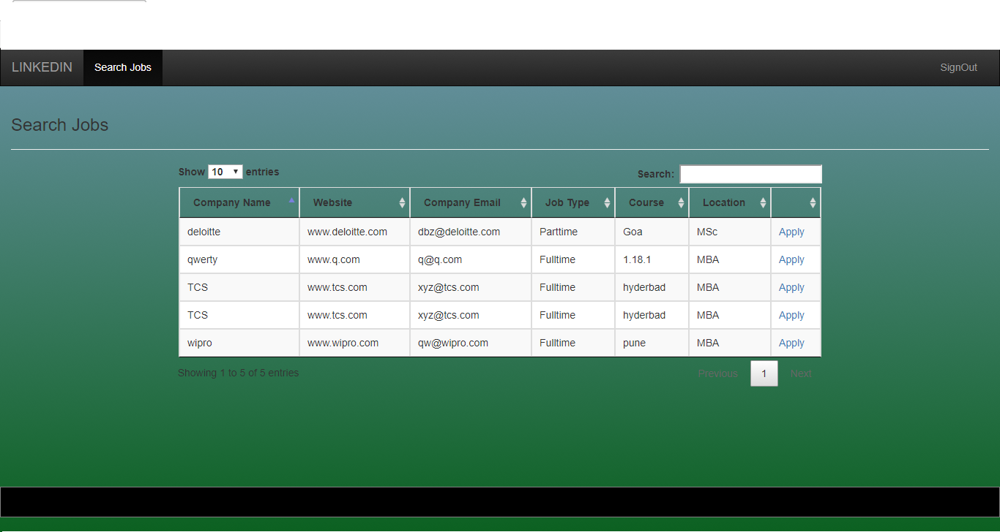 LINKEDIN Search Jobs SignOut
Search Jobs
Show 10 entries Search:
Company Name Website Company Email Job Type Course Location
deloitte www.deloitte.com dbz@deloitte.com Parttime Goa MSc Apply
qwerty www.q.com q@q.com Fulltime 1.18.1 MBA Apply
TCS www.tcs.com xyz@tcs.com Fulltime hyderbad MBA Apply
TCS www.tcs.com xyz@tcs.com Fulltime hyderbad MBA Apply
wipro www.wipro.com qw@wipro.com Fulltime pune MBA Apply
Showing 1 to 5 of 5 entries Previous 1 Next